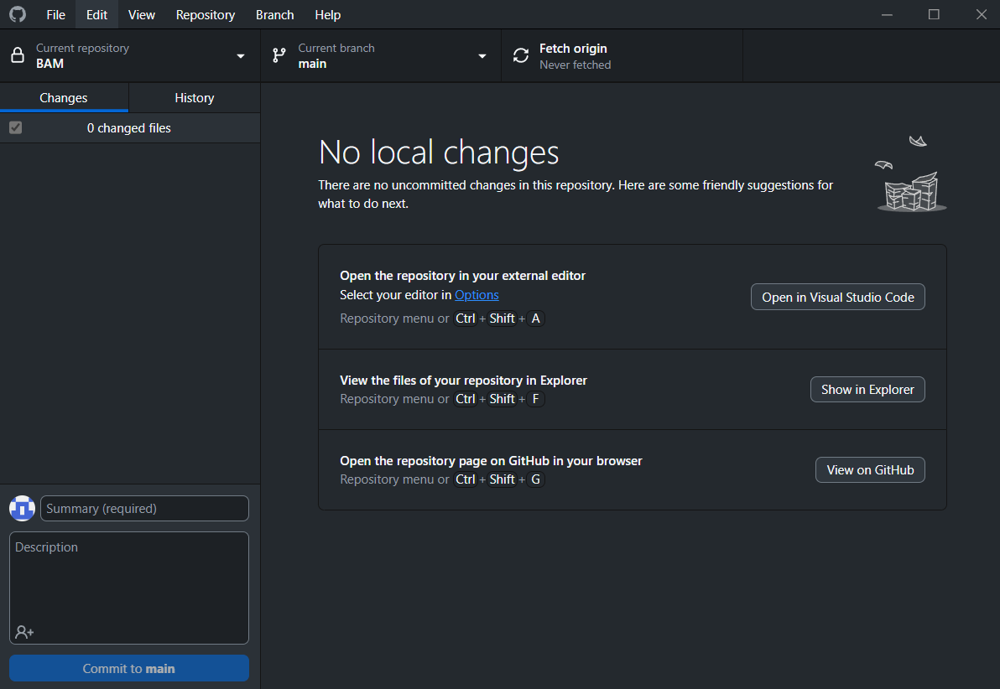 File Edit View Repository Branch Help
Current repository
BAM
Current branch
main
Fetch origin
Never fetched
Changes
History
0 changed files
No local changes
There are no uncommitted changes in this repository. Here are some friendly suggestions for
what to do next.
Open the repository in your external editor
Select your editor in Options
Repository menu or Ctrl + Shift + A
Open in Visual Studio Code
View the files of your repository in Explorer
Repository menu or Ctrl + Shift + F
Show in Explorer
Open the repository page on GitHub in your browser
Repository menu or Ctrl + Shift + G
View on GitHub
Summary (required)
Description
Commit to main